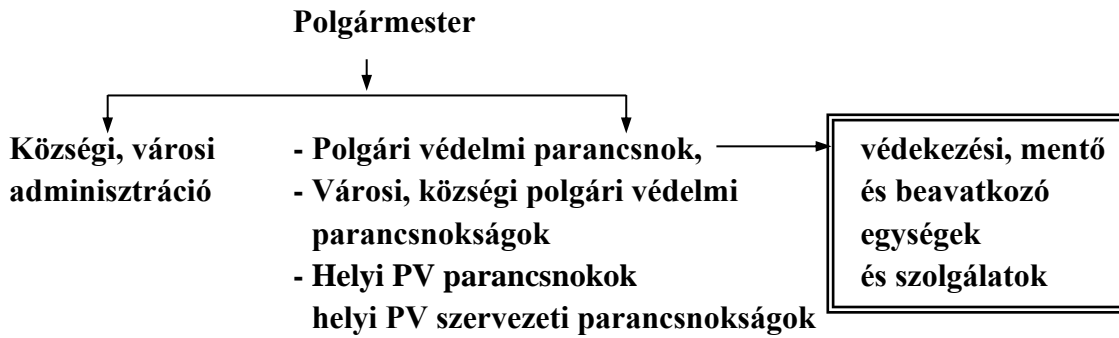 Polgármester
Községi, városi
adminisztráció
- Polgári védelmi parancsnok,
- Városi, községi polgári védelmi
parancsnokságok
- Helyi PV parancsnokok
helyi PV szervezeti parancsnokságok
védekezési, mentő
és beavatkozó
egységek
és szolgálatok